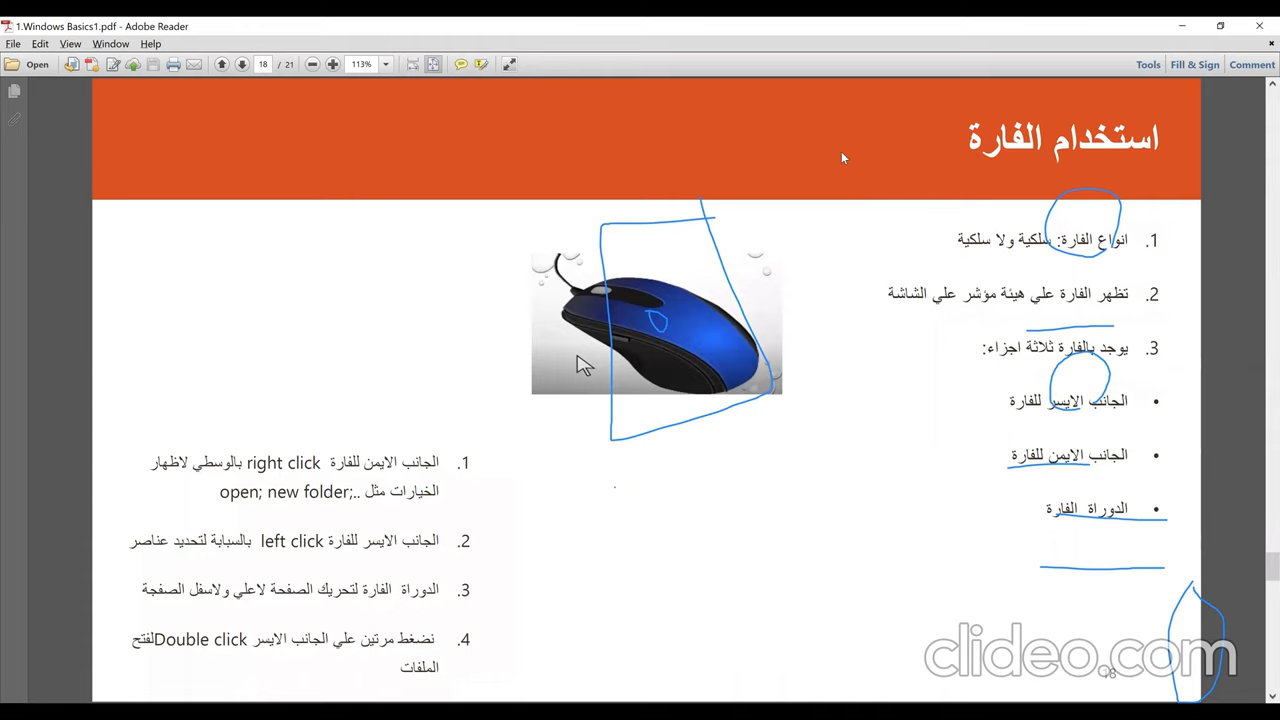 1.Windows Basics1.pdf - Adobe Reader
File Edit View Window Help
Open 18 / 21 113% Tools Fill & Sign Comment
استخدام الفارة
1. انواع الفارة: سلكية ولا سلكية
2. تظهر الفارة علي هيئة مؤشر علي الشاشة
3. يوجد بالفارة ثلاثة اجزاء:
• الجانب الايسر للفارة
• الجانب الايمن للفارة
• الدوراة الفارة
1. الجانب الايمن للفارة right click بالوسطي لاظهار
الخيارات مثل ..;open; new folder
2. الجانب الايسر للفارة left click بالسبابة لتحديد عناصر
3. الدوراة الفارة لتحريك الصفحة لاعلي ولاسفل الصفجة
4. نضغط مرتين علي الجانب الايسر Double clickلفتح
الملفات
clideo.com
18